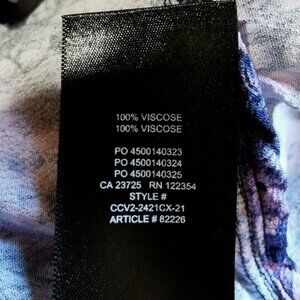 100% VISCOSE
100% VISCOSE
PO 4500140323
PO 4500140324
PO 4500140325
CA 23725 RN 122354
STYLE #
CCV2-2421CX-21
ARTICLE # 82226